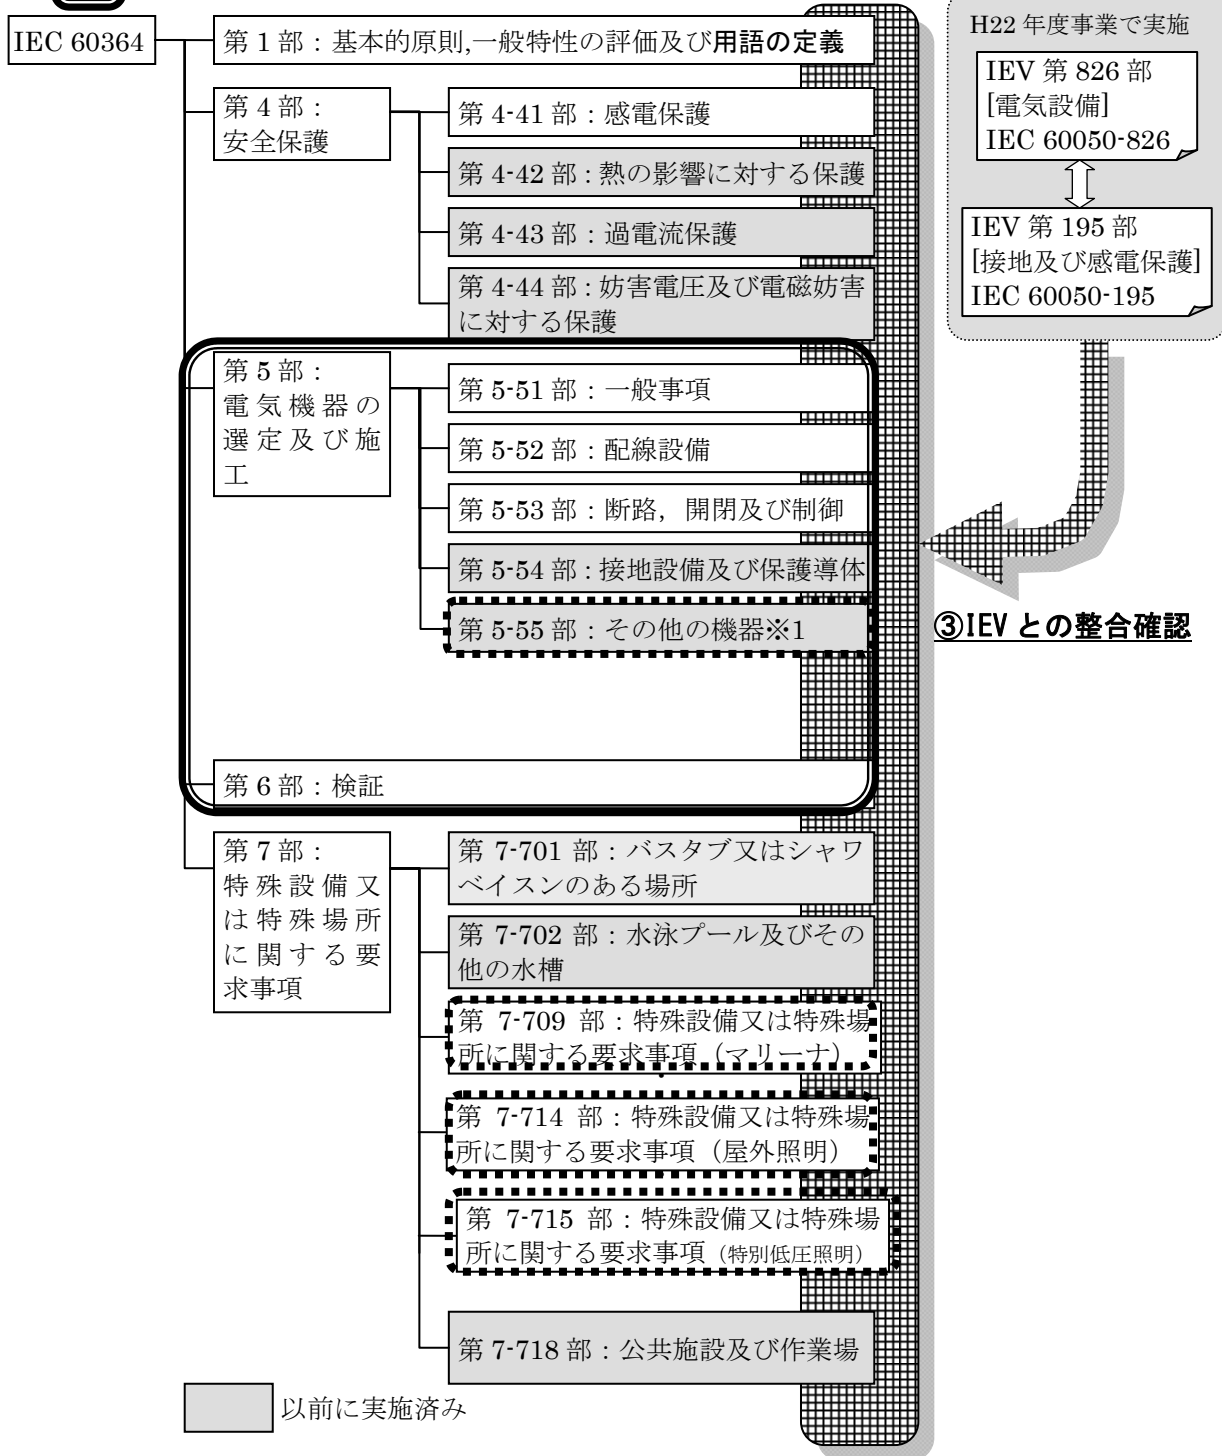 IEC 60364
第 1 部：基本的原則,一般特性の評価及び用語の定義
第 4 部：
安全保護
第 4-41 部：感電保護
第 4-42 部：熱の影響に対する保護
第 4-43 部：過電流保護
第 4-44 部：妨害電圧及び電磁妨害
に対する保護
第 5 部：
電気機器の
選定及び施
工
第 5-51 部：一般事項
第 5-52 部：配線設備
第 5-53 部：断路，開閉及び制御
第 5-54 部：接地設備及び保護導体
第 5-55 部：その他の機器※1
第 6 部：検証
第 7 部：
特殊設備又
は特殊場所
に関する要
求事項
第 7-701 部：バスタブ又はシャワ
ベイスンのある場所
第 7-702 部：水泳プール及びその
他の水槽
第 7-709 部：特殊設備又は特殊場
所に関する要求事項（マリーナ）
第 7-714 部：特殊設備又は特殊場
所に関する要求事項（屋外照明）
第 7-715 部：特殊設備又は特殊場
所に関する要求事項（特別低圧照明）
第 7-718 部：公共施設及び作業場
以前に実施済み
H22 年度事業で実施
IEV 第 826 部
[電気設備]
IEC 60050-826
IEV 第 195 部
[接地及び感電保護]
IEC 60050-195
③IEV との整合確認